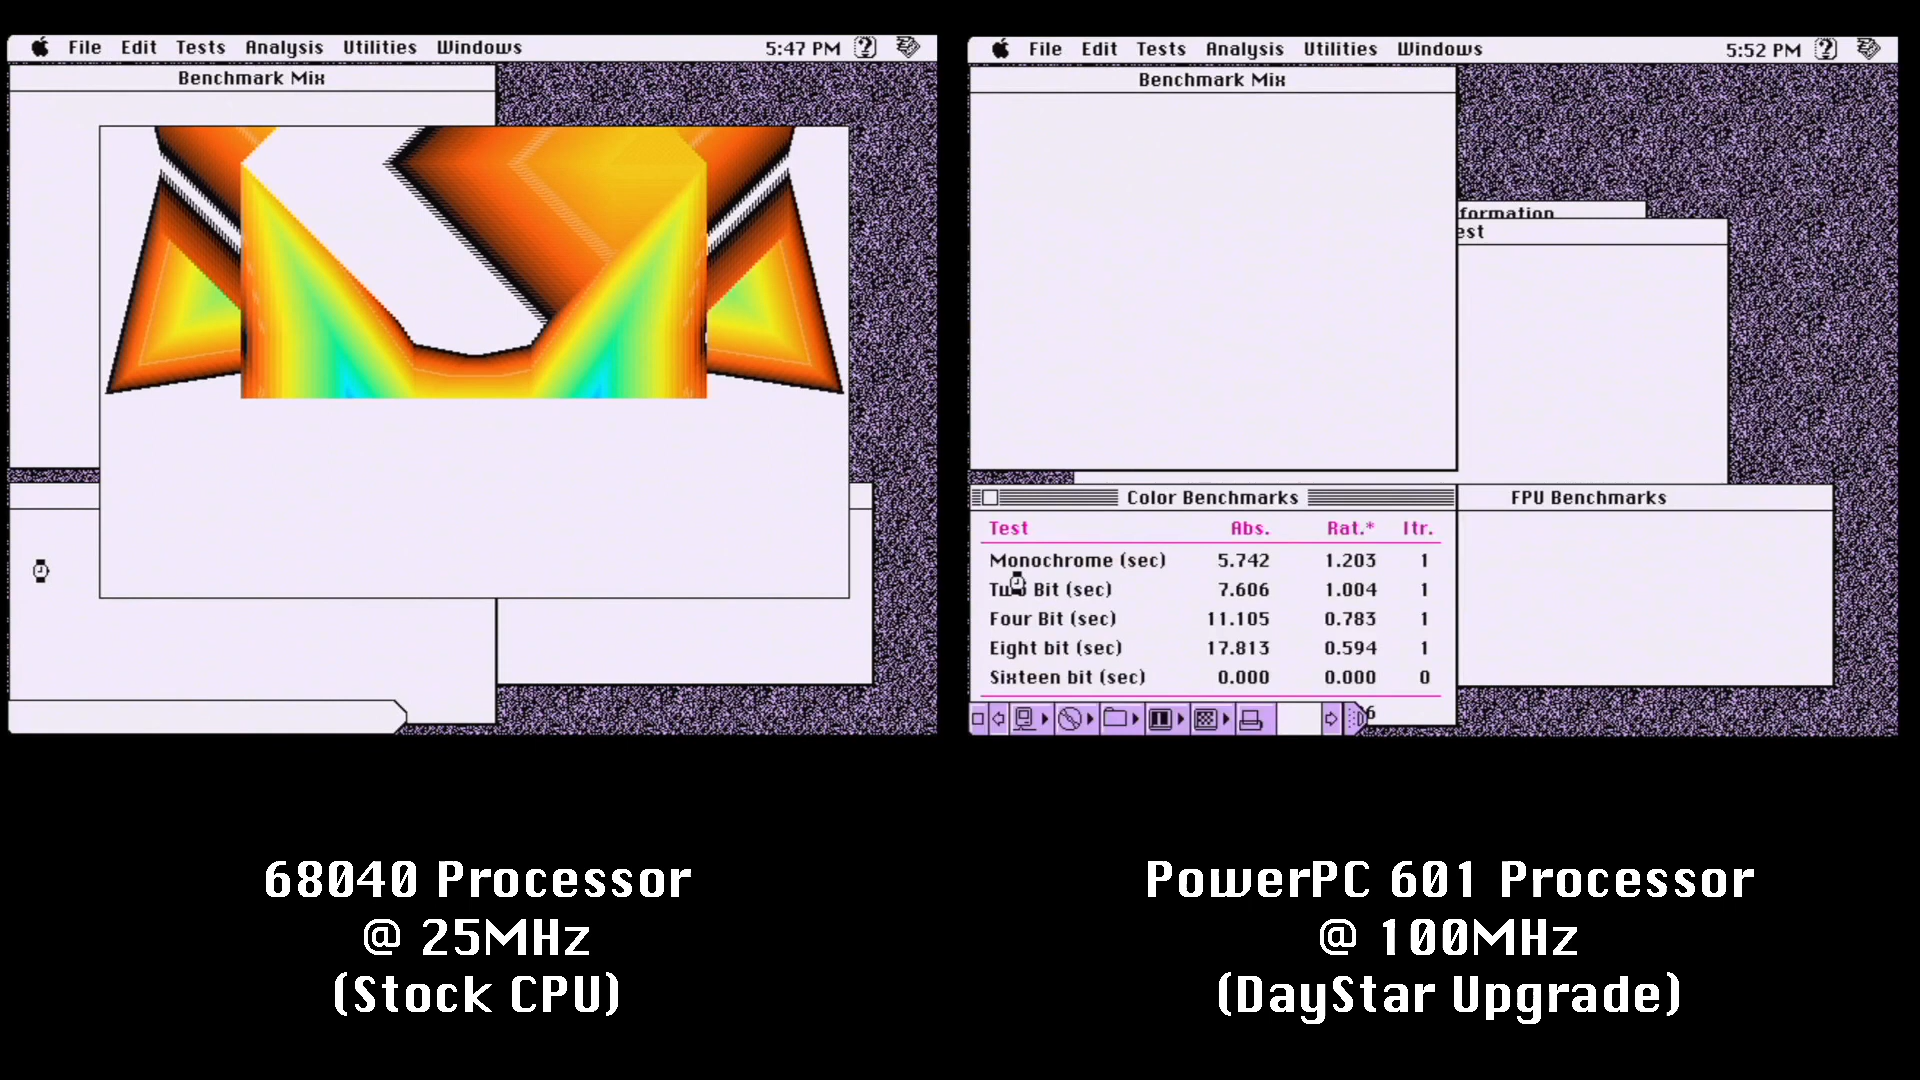 File Edit Tests Analysis Utilities Windows 5:47 PM
Benchmark Mix
File Edit Tests Analysis Utilities Windows 5:52 PM
Benchmark Mix
formation
est
Color Benchmarks
FPU Benchmarks
Test Abs. Rat.* Itr.
Monochrome (sec) 5.742 1.203 1
Two Bit (sec) 7.606 1.004 1
Four Bit (sec) 11.105 0.783 1
Eight bit (sec) 17.813 0.594 1
Sixteen bit (sec) 0.000 0.000 0
6
68040 Processor
@ 25MHz
(Stock CPU)
PowerPC 601 Processor
@ 100MHz
(DayStar Upgrade)